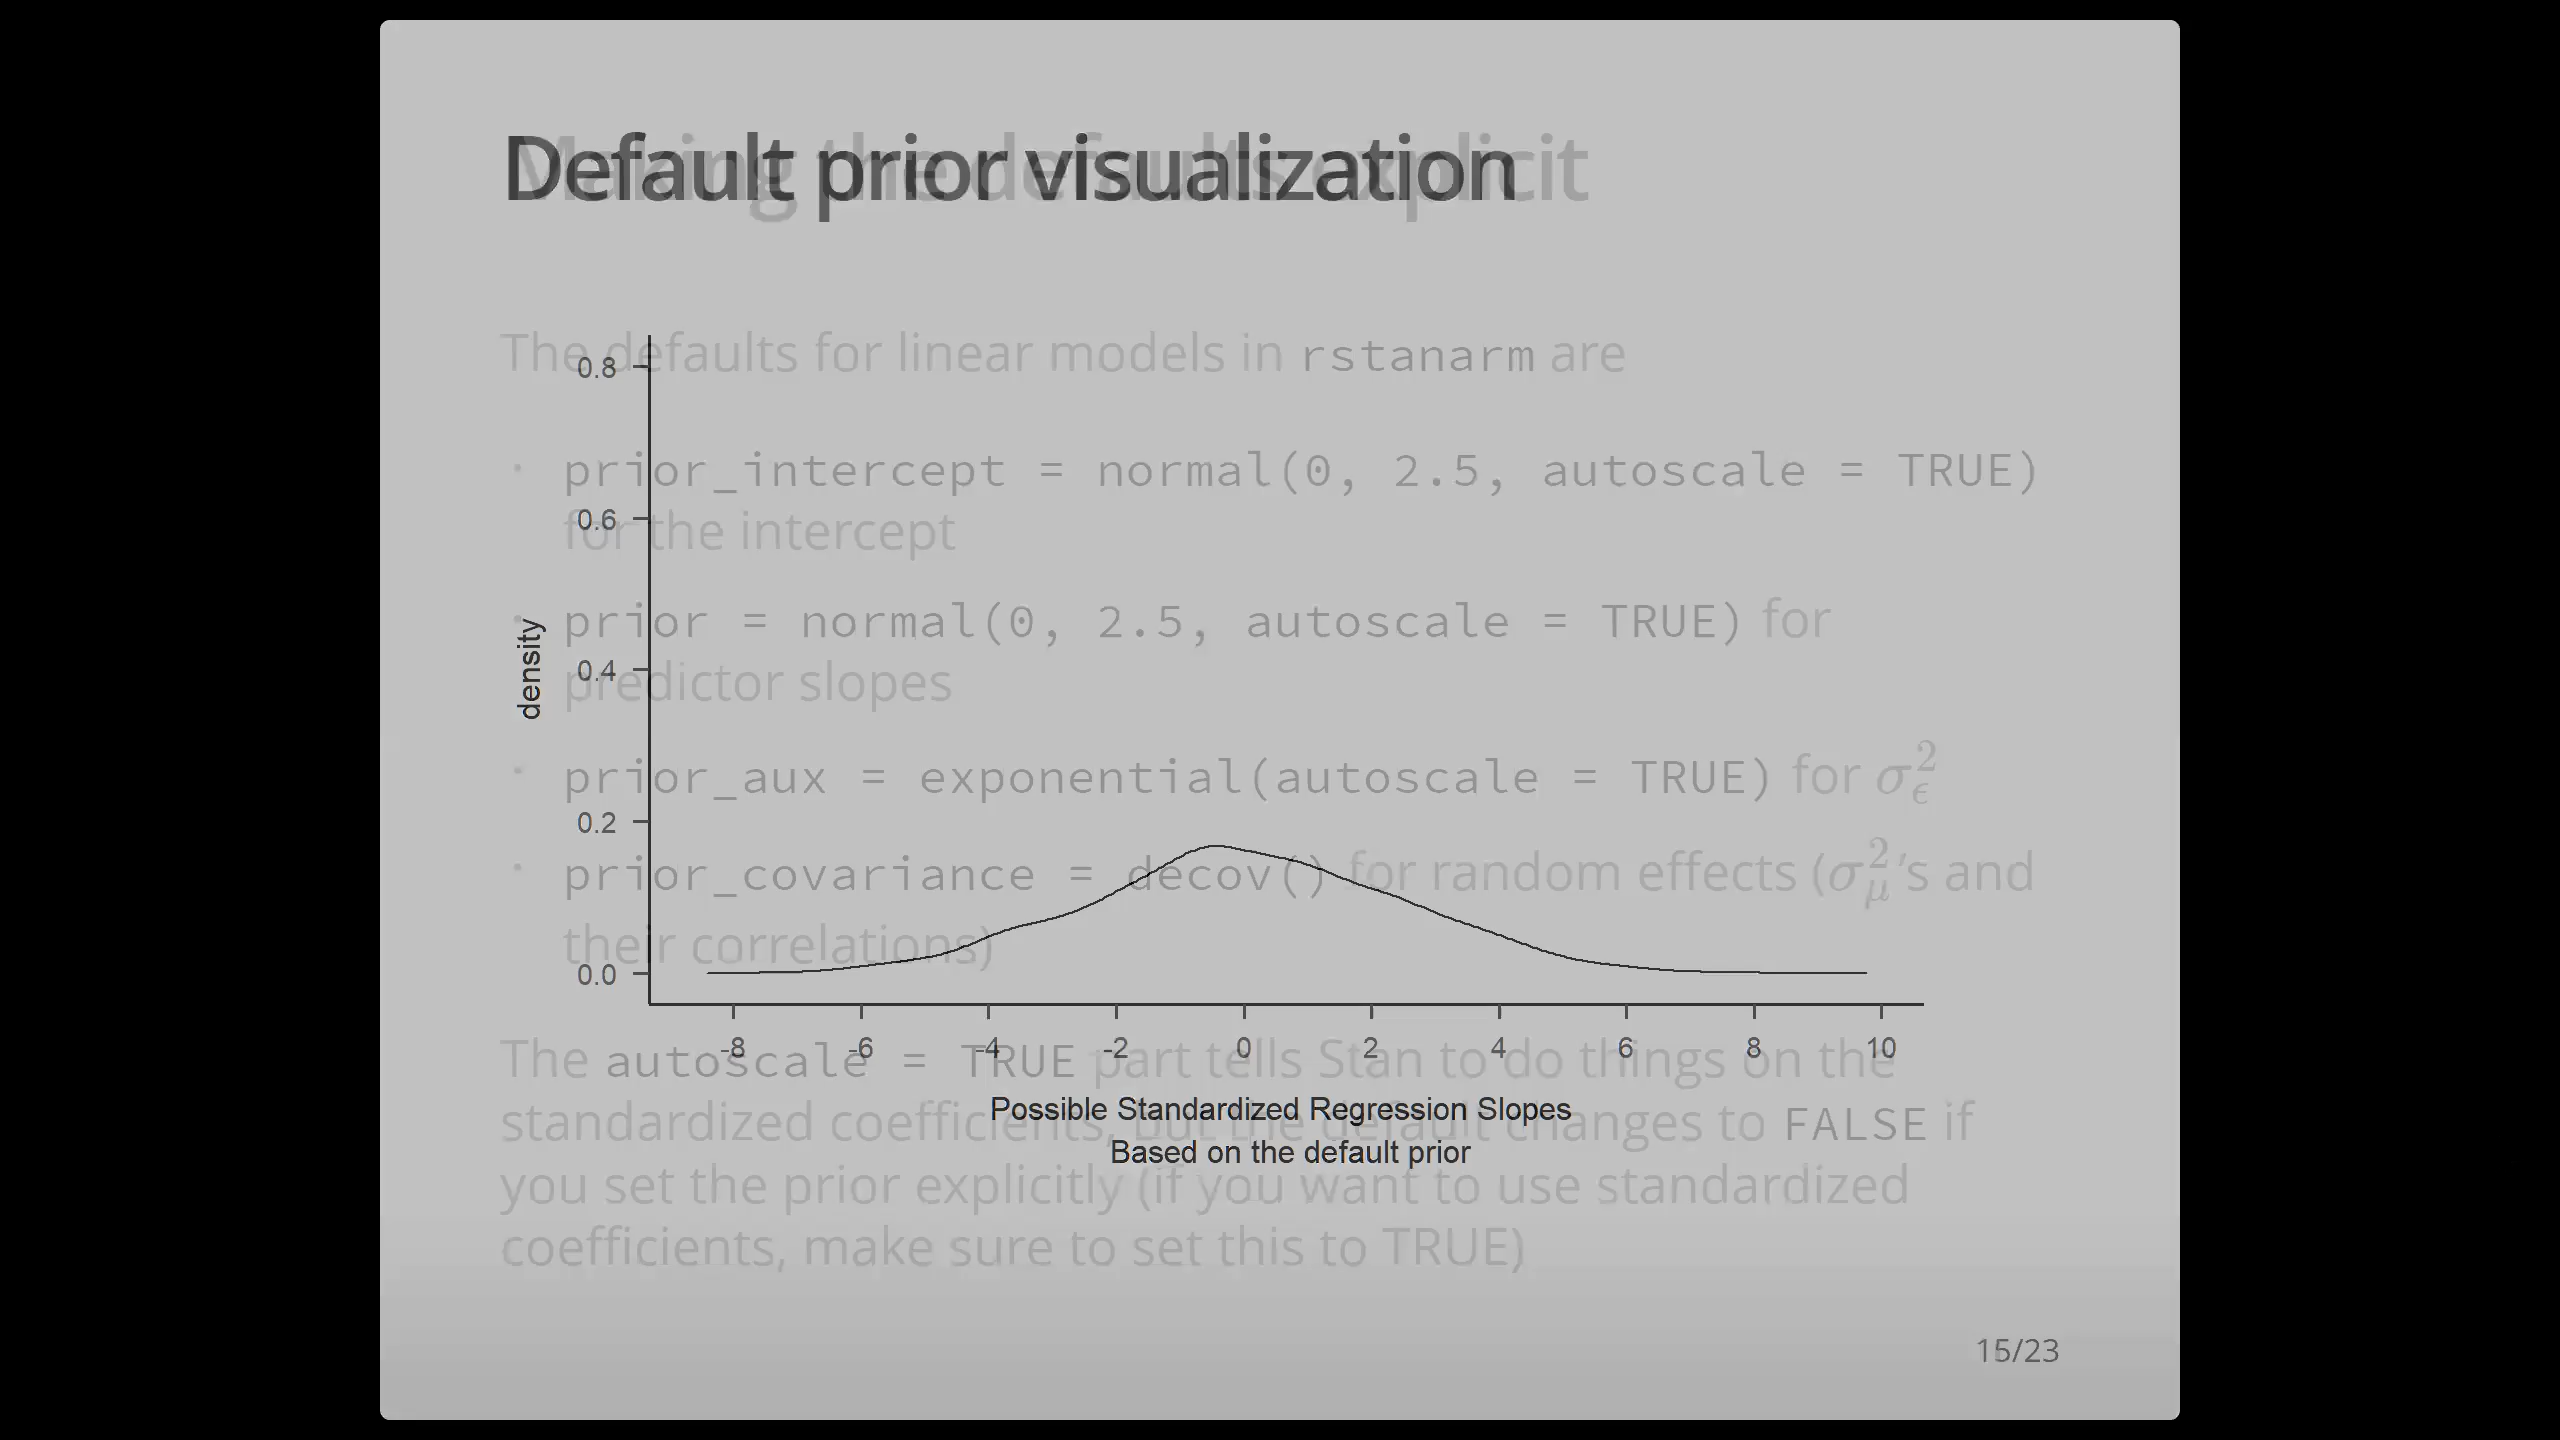 Default prior visualization
Making the defaults explicit
The defaults for linear models in rstanarm are
· prior_intercept = normal(0, 2.5, autoscale = TRUE)
for the intercept
· prior = normal(0, 2.5, autoscale = TRUE) for
predictor slopes
· prior_aux = exponential(autoscale = TRUE) for σ²ϵ
· prior_covariance = decov() for random effects (σ²μ's and
their correlations)
The autoscale = TRUE part tells Stan to do things on the
standardized coefficients, but the default changes to FALSE if
you set the prior explicitly (if you want to use standardized
coefficients, make sure to set this to TRUE)
density
0.8
0.6
0.4
0.2
0.0
-8 -6 -4 -2 0 2 4 6 8 10
Possible Standardized Regression Slopes
Based on the default prior
15/23